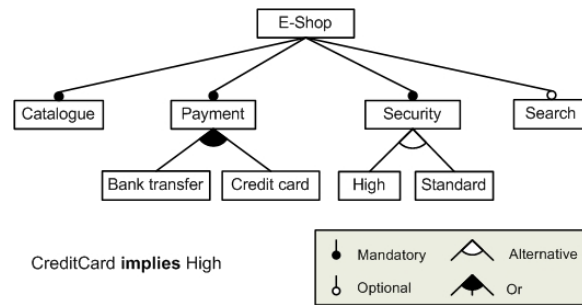 E-Shop
Catalogue Payment Security Search
Bank transfer Credit card High Standard
CreditCard implies High
Mandatory Alternative
Optional Or